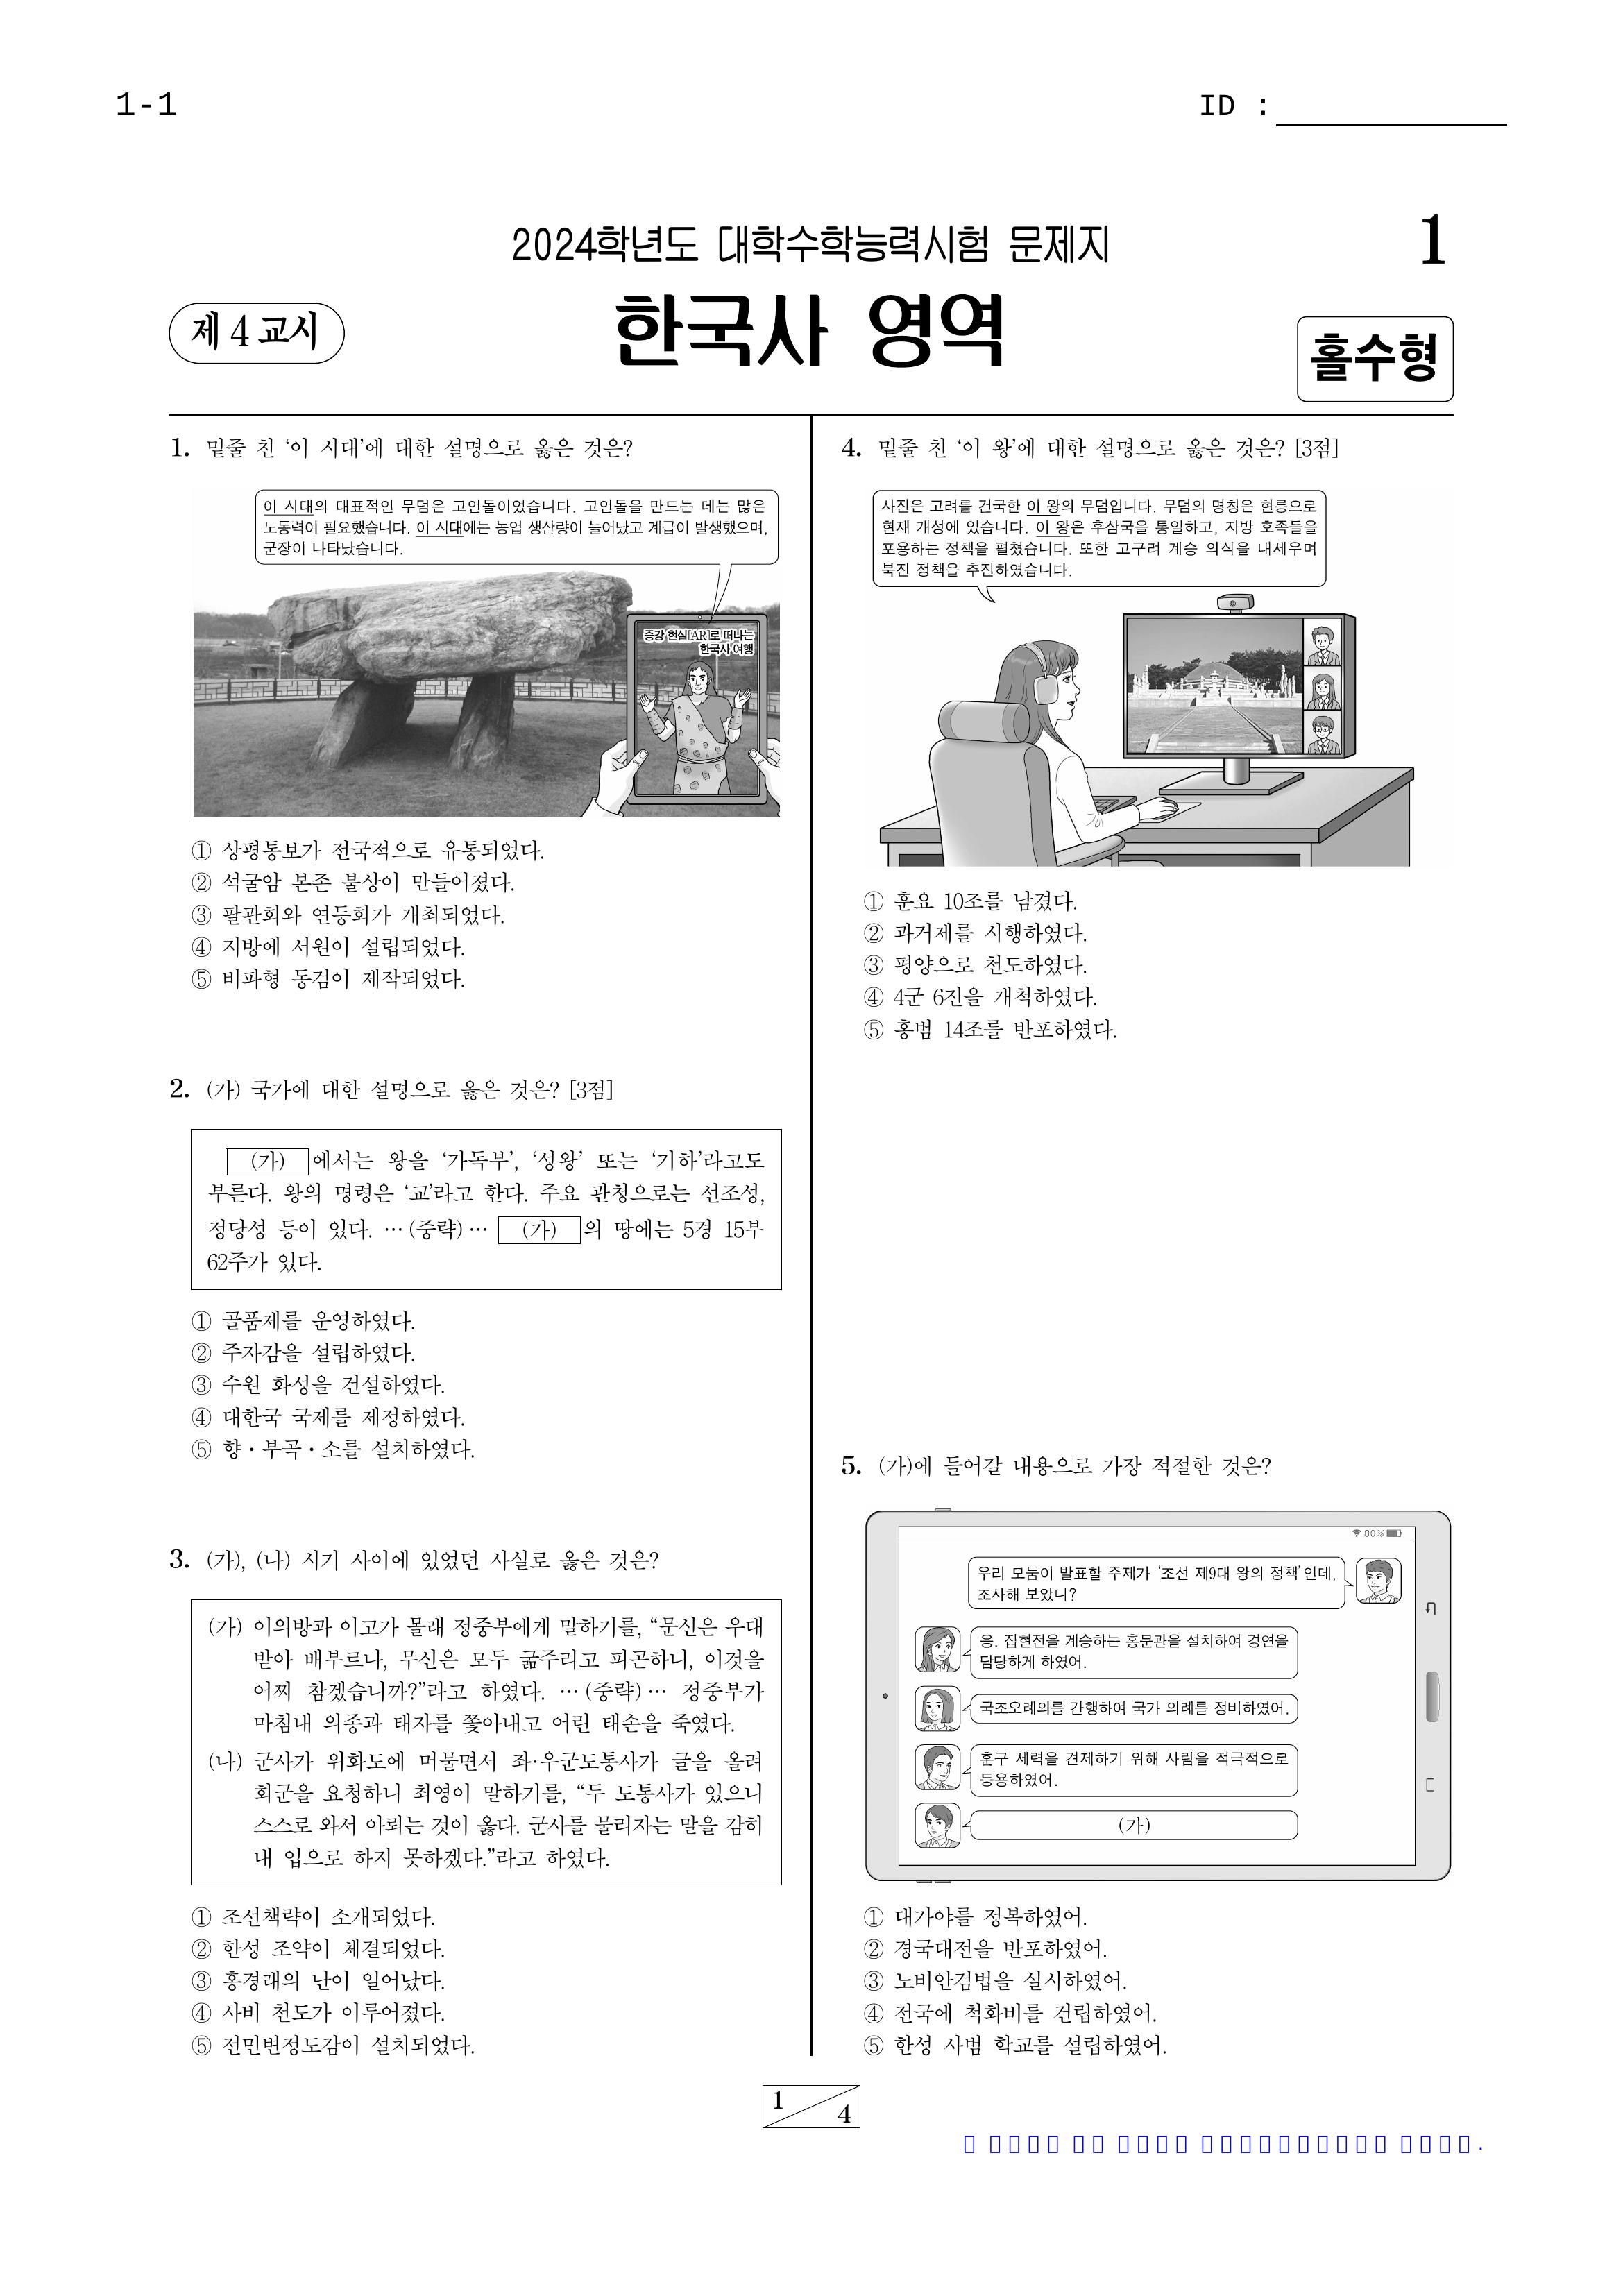 1-1
ID :
2024학년도 대학수학능력시험 문제지
1
제 4 교시
한국사 영역
홀수형
1. 밑줄 친 ‘이 시대’에 대한 설명으로 옳은 것은?
이 시대의 대표적인 무덤은 고인돌이었습니다. 고인돌을 만드는 데는 많은
노동력이 필요했습니다. 이 시대에는 농업 생산량이 늘어났고 계급이 발생했으며,
군장이 나타났습니다.
증강 현실[AR]로 떠나는
한국사 여행
① 상평통보가 전국적으로 유통되었다.
② 석굴암 본존 불상이 만들어졌다.
③ 팔관회와 연등회가 개최되었다.
④ 지방에 서원이 설립되었다.
⑤ 비파형 동검이 제작되었다.
2. (가) 국가에 대한 설명으로 옳은 것은? [3점]
(가) 에서는 왕을 ‘가독부’, ‘성왕’ 또는 ‘기하’라고도
부른다. 왕의 명령은 ‘교’라고 한다. 주요 관청으로는 선조성,
정당성 등이 있다. … (중략) … (가) 의 땅에는 5경 15부
62주가 있다.
① 골품제를 운영하였다.
② 주자감을 설립하였다.
③ 수원 화성을 건설하였다.
④ 대한국 국제를 제정하였다.
⑤ 향·부곡·소를 설치하였다.
3. (가), (나) 시기 사이에 있었던 사실로 옳은 것은?
(가) 이의방과 이고가 몰래 정중부에게 말하기를, “문신은 우대
받아 배부르나, 무신은 모두 굶주리고 피곤하니, 이것을
어찌 참겠습니까?”라고 하였다. … (중략) … 정중부가
마침내 의종과 태자를 쫓아내고 어린 태손을 죽였다.
(나) 군사가 위화도에 머물면서 좌·우군도통사가 글을 올려
회군을 요청하니 최영이 말하기를, “두 도통사가 있으니
스스로 와서 아뢰는 것이 옳다. 군사를 물리자는 말을 감히
내 입으로 하지 못하겠다.”라고 하였다.
① 조선책략이 소개되었다.
② 한성 조약이 체결되었다.
③ 홍경래의 난이 일어났다.
④ 사비 천도가 이루어졌다.
⑤ 전민변정도감이 설치되었다.
4. 밑줄 친 ‘이 왕’에 대한 설명으로 옳은 것은? [3점]
사진은 고려를 건국한 이 왕의 무덤입니다. 무덤의 명칭은 현릉으로
현재 개성에 있습니다. 이 왕은 후삼국을 통일하고, 지방 호족들을
포용하는 정책을 펼쳤습니다. 또한 고구려 계승 의식을 내세우며
북진 정책을 추진하였습니다.
① 훈요 10조를 남겼다.
② 과거제를 시행하였다.
③ 평양으로 천도하였다.
④ 4군 6진을 개척하였다.
⑤ 홍범 14조를 반포하였다.
5. (가)에 들어갈 내용으로 가장 적절한 것은?
80%
우리 모둠이 발표할 주제가 ‘조선 제9대 왕의 정책’인데,
조사해 보았니?
응. 집현전을 계승하는 홍문관을 설치하여 경연을
담당하게 하였어.
국조오례의를 간행하여 국가 의례를 정비하였어.
훈구 세력을 견제하기 위해 사림을 적극적으로
등용하였어.
(가)
① 대가야를 정복하였어.
② 경국대전을 반포하였어.
③ 노비안검법을 실시하였어.
④ 전국에 척화비를 건립하였어.
⑤ 한성 사범 학교를 설립하였어.
1
4